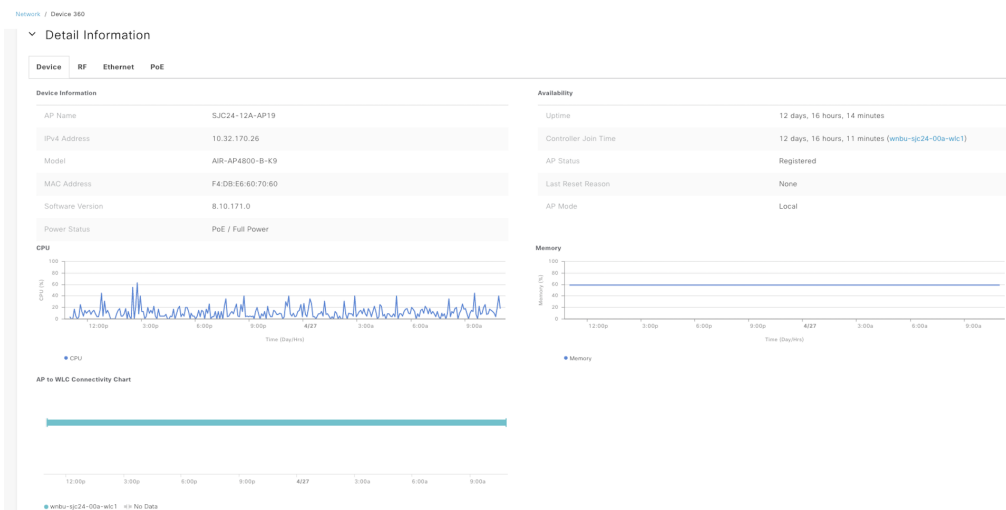 Network / Device 360
Detail Information
Device RF Ethernet PoE
Device Information
AP Name SJC24-12A-AP19
IPv4 Address 10.32.170.26
Model AIR-AP4800-B-K9
MAC Address F4:DB:E6:60:70:60
Software Version 8.10.171.0
Power Status PoE / Full Power
Availability
Uptime 12 days, 16 hours, 14 minutes
Controller Join Time 12 days, 16 hours, 11 minutes (wnbu-sjc24-00a-wlc1)
AP Status Registered
Last Reset Reason None
AP Mode Local
CPU
100
80
60
40
20
0
CPU (%)
12:00p 3:00p 6:00p 9:00p 4/27 3:00a 6:00a 9:00a
Time (Day/Hrs)
CPU
Memory
100
80
60
40
20
0
Memory (%)
12:00p 3:00p 6:00p 9:00p 4/27 3:00a 6:00a 9:00a
Time (Day/Hrs)
Memory
AP to WLC Connectivity Chart
12:00p 3:00p 6:00p 9:00p 4/27 3:00a 6:00a 9:00a
wnbu-sjc24-00a-wlc1 No Data